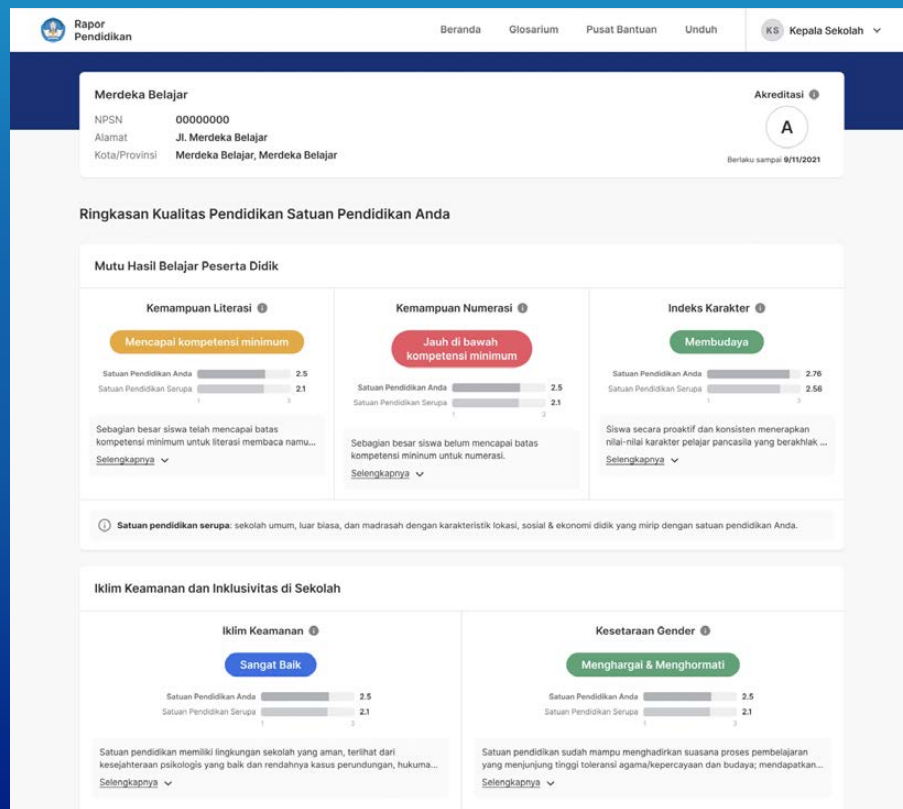 Rapor
Pendidikan
Beranda Glosarium Pusat Bantuan Unduh KS Kepala Sekolah
Merdeka Belajar
NPSN 00000000
Alamat Jl. Merdeka Belajar
Kota/Provinsi Merdeka Belajar, Merdeka Belajar
Akreditasi
A
Berlaku sampai 9/11/2021
Ringkasan Kualitas Pendidikan Satuan Pendidikan Anda
Mutu Hasil Belajar Peserta Didik
Kemampuan Literasi
Mencapai kompetensi minimum
Satuan Pendidikan Anda 2.5
Satuan Pendidikan Serupa 2.1
1 3
Sebagian besar siswa telah mencapai batas
kompetensi minimum untuk literasi membaca namu...
Selengkapnya
Kemampuan Numerasi
Jauh di bawah
kompetensi minimum
Satuan Pendidikan Anda 2.5
Satuan Pendidikan Serupa 2.1
1 3
Sebagian besar siswa belum mencapai batas
kompetensi mininum untuk numerasi.
Selengkapnya
Indeks Karakter
Membudaya
Satuan Pendidikan Anda 2.76
Satuan Pendidikan Serupa 2.56
1 3
Siswa secara proaktif dan konsisten menerapkan
nilai-nilai karakter pelajar pancasila yang berakhlak ...
Selengkapnya
Satuan pendidikan serupa: sekolah umum, luar biasa, dan madrasah dengan karakteristik lokasi, sosial & ekonomi didik yang mirip dengan satuan pendidikan Anda.
Iklim Keamanan dan Inklusivitas di Sekolah
Iklim Keamanan
Sangat Baik
Satuan Pendidikan Anda 2.5
Satuan Pendidikan Serupa 2.1
1 3
Satuan pendidikan memiliki lingkungan sekolah yang aman, terlihat dari
kesejahteraan psikologis yang baik dan rendahnya kasus perundungan, hukuma...
Selengkapnya
Kesetaraan Gender
Menghargai & Menghormati
Satuan Pendidikan Anda 2.5
Satuan Pendidikan Serupa 2.1
1 3
Satuan pendidikan sudah mampu menghadirkan suasana proses pembelajaran
yang menjunjung tinggi toleransi agama/kepercayaan dan budaya; mendapatkan...
Selengkapnya